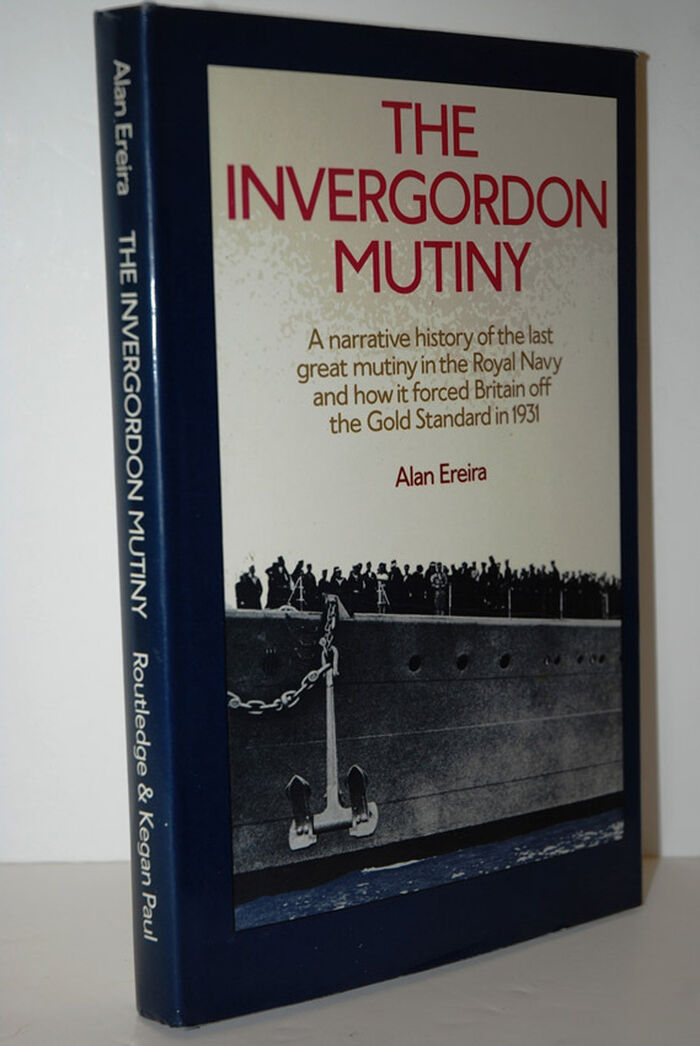 Alan Ereira THE INVERGORDON MUTINY Routledge & Kegan Paul
THE
INVERGORDON
MUTINY
A narrative history of the last
great mutiny in the Royal Navy
and how it forced Britain off
the Gold Standard in 1931
Alan Ereira